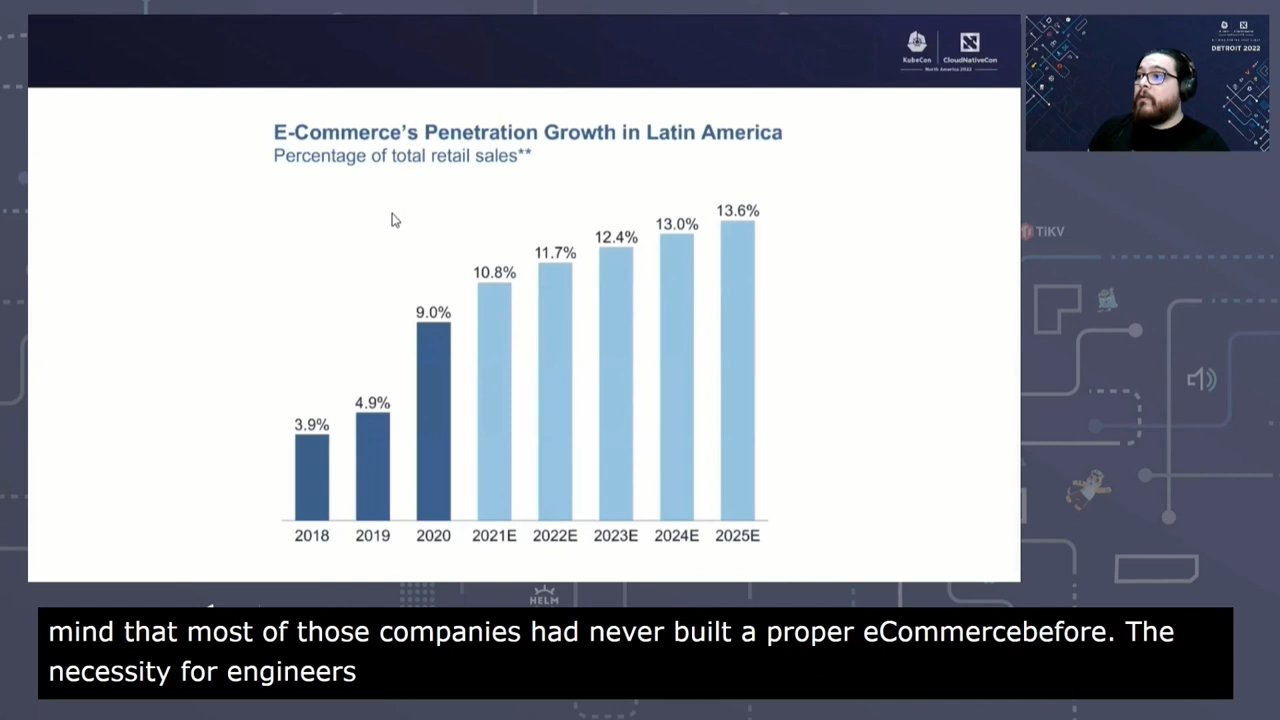 KubeCon
CloudNativeCon
North America 2022
DETROIT 2022
E-Commerce's Penetration Growth in Latin America
Percentage of total retail sales**
3.9%
4.9%
9.0%
10.8%
11.7%
12.4%
13.0%
13.6%
2018
2019
2020
2021E
2022E
2023E
2024E
2025E
TiKV
HELM
mind that most of those companies had never built a proper eCommercebefore. The
necessity for engineers